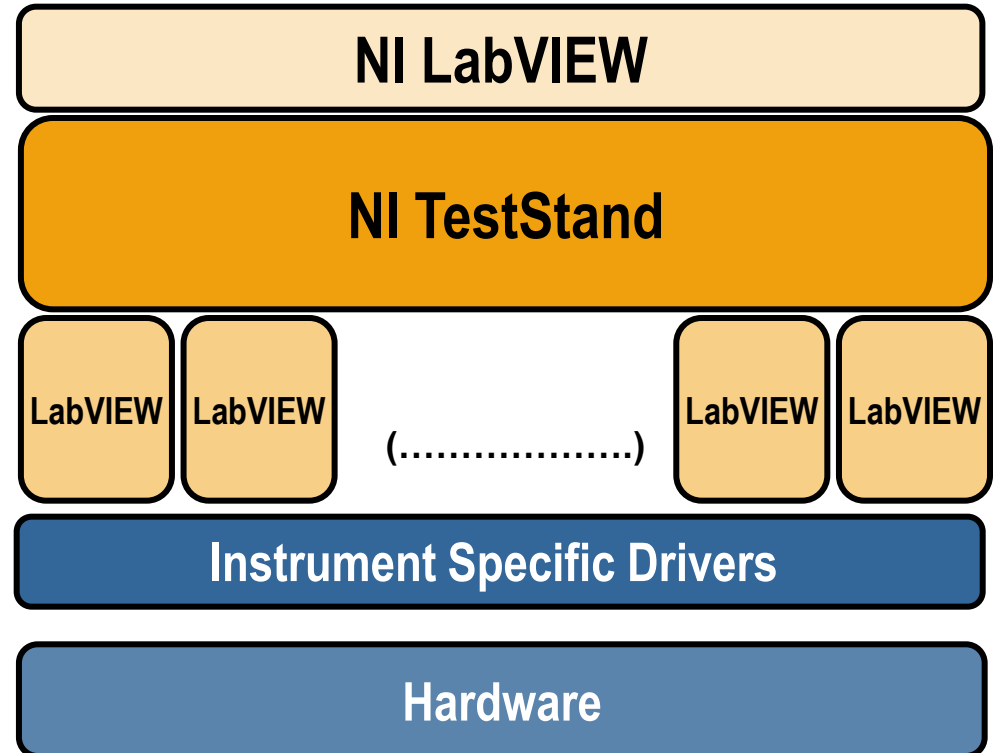 NI LabVIEW
NI TestStand
LabVIEW LabVIEW (...................) LabVIEW LabVIEW
Instrument Specific Drivers
Hardware